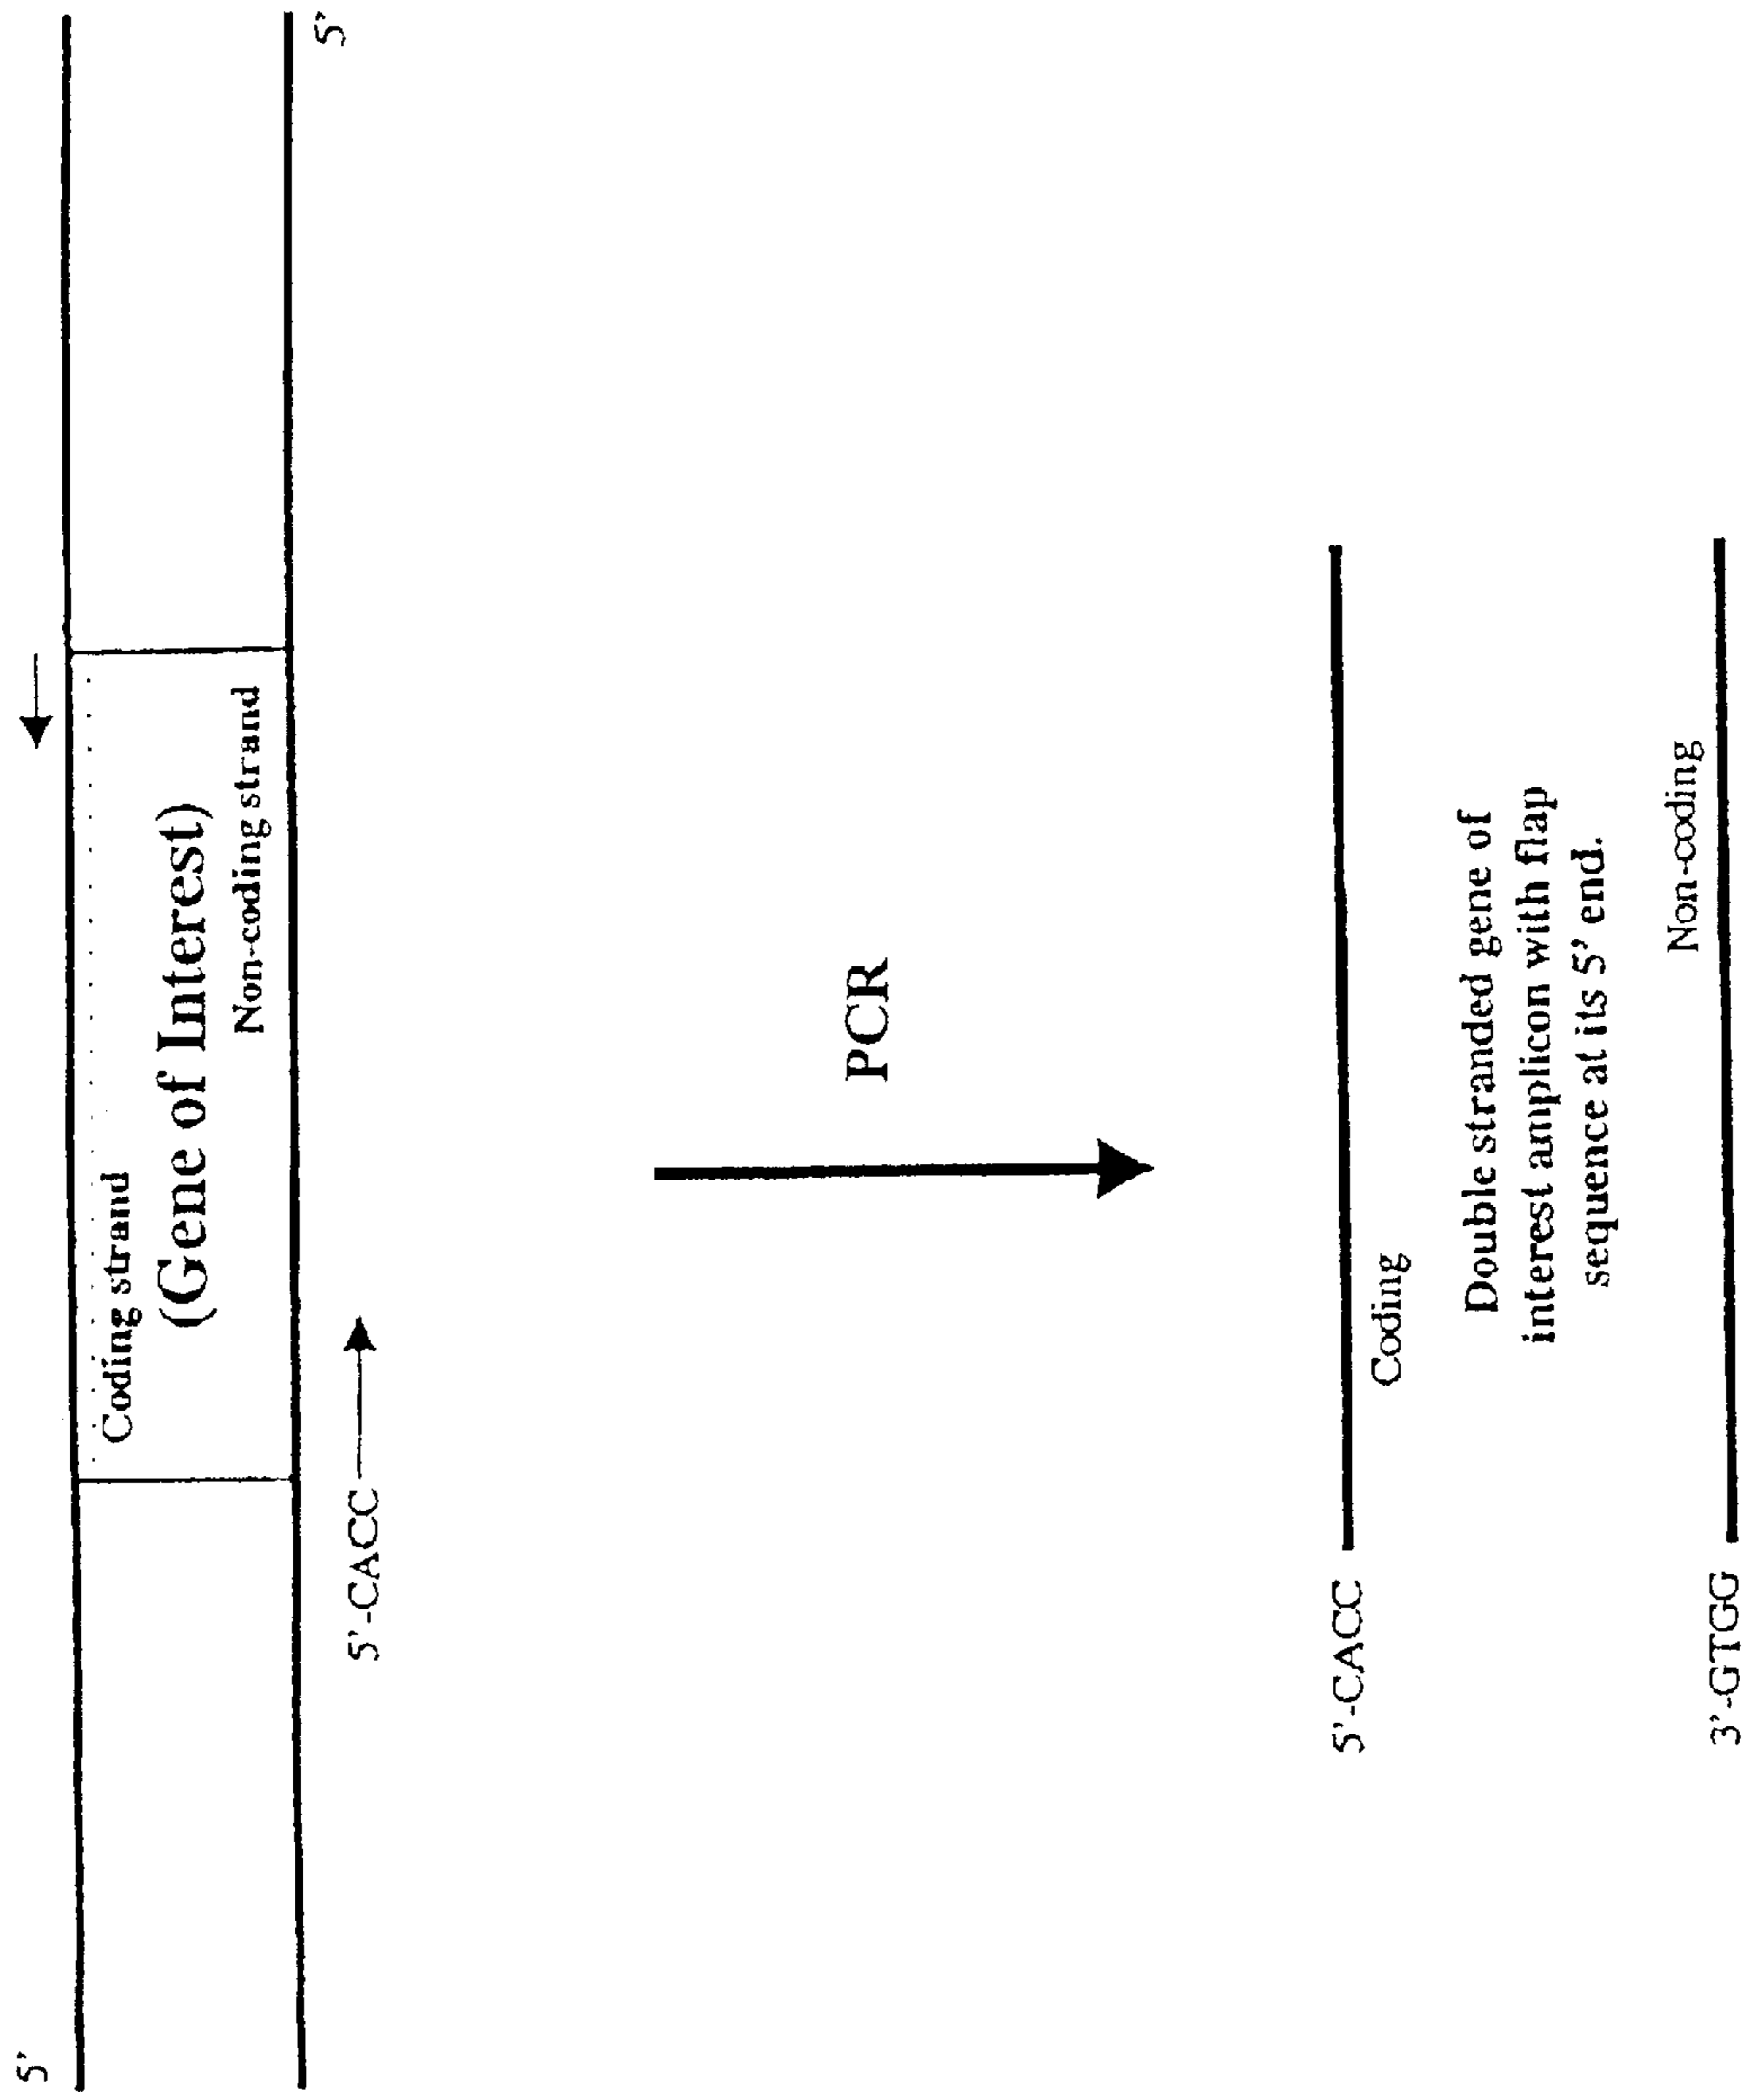 5'
Coding strand
(Gene of Interest)
Non-coding strand
5'
5'-CACC
PCR
5'-CACC
Coding
Double stranded gene of
interest amplicon with flap
sequence at its 5' end.
Non-coding
3'-GTGG